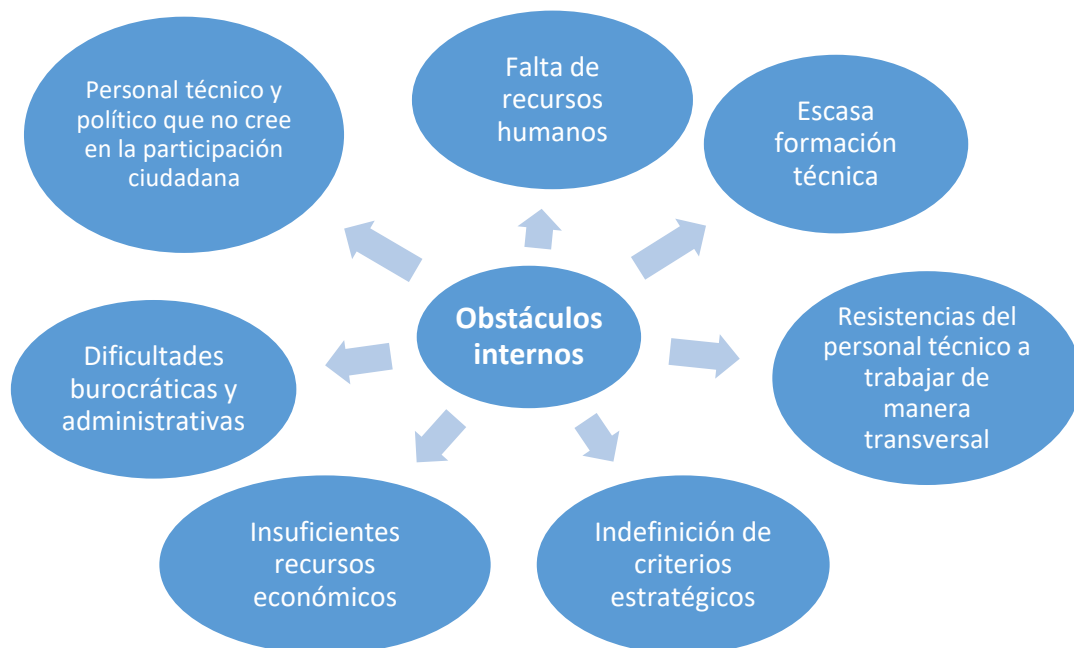 Personal técnico y
político que no cree
en la participación
ciudadana
Falta de
recursos
humanos
Escasa
formación
técnica
Obstáculos
internos
Resistencias del
personal técnico a
trabajar de
manera
transversal
Dificultades
burocráticas y
administrativas
Insuficientes
recursos
económicos
Indefinición de
criterios
estratégicos